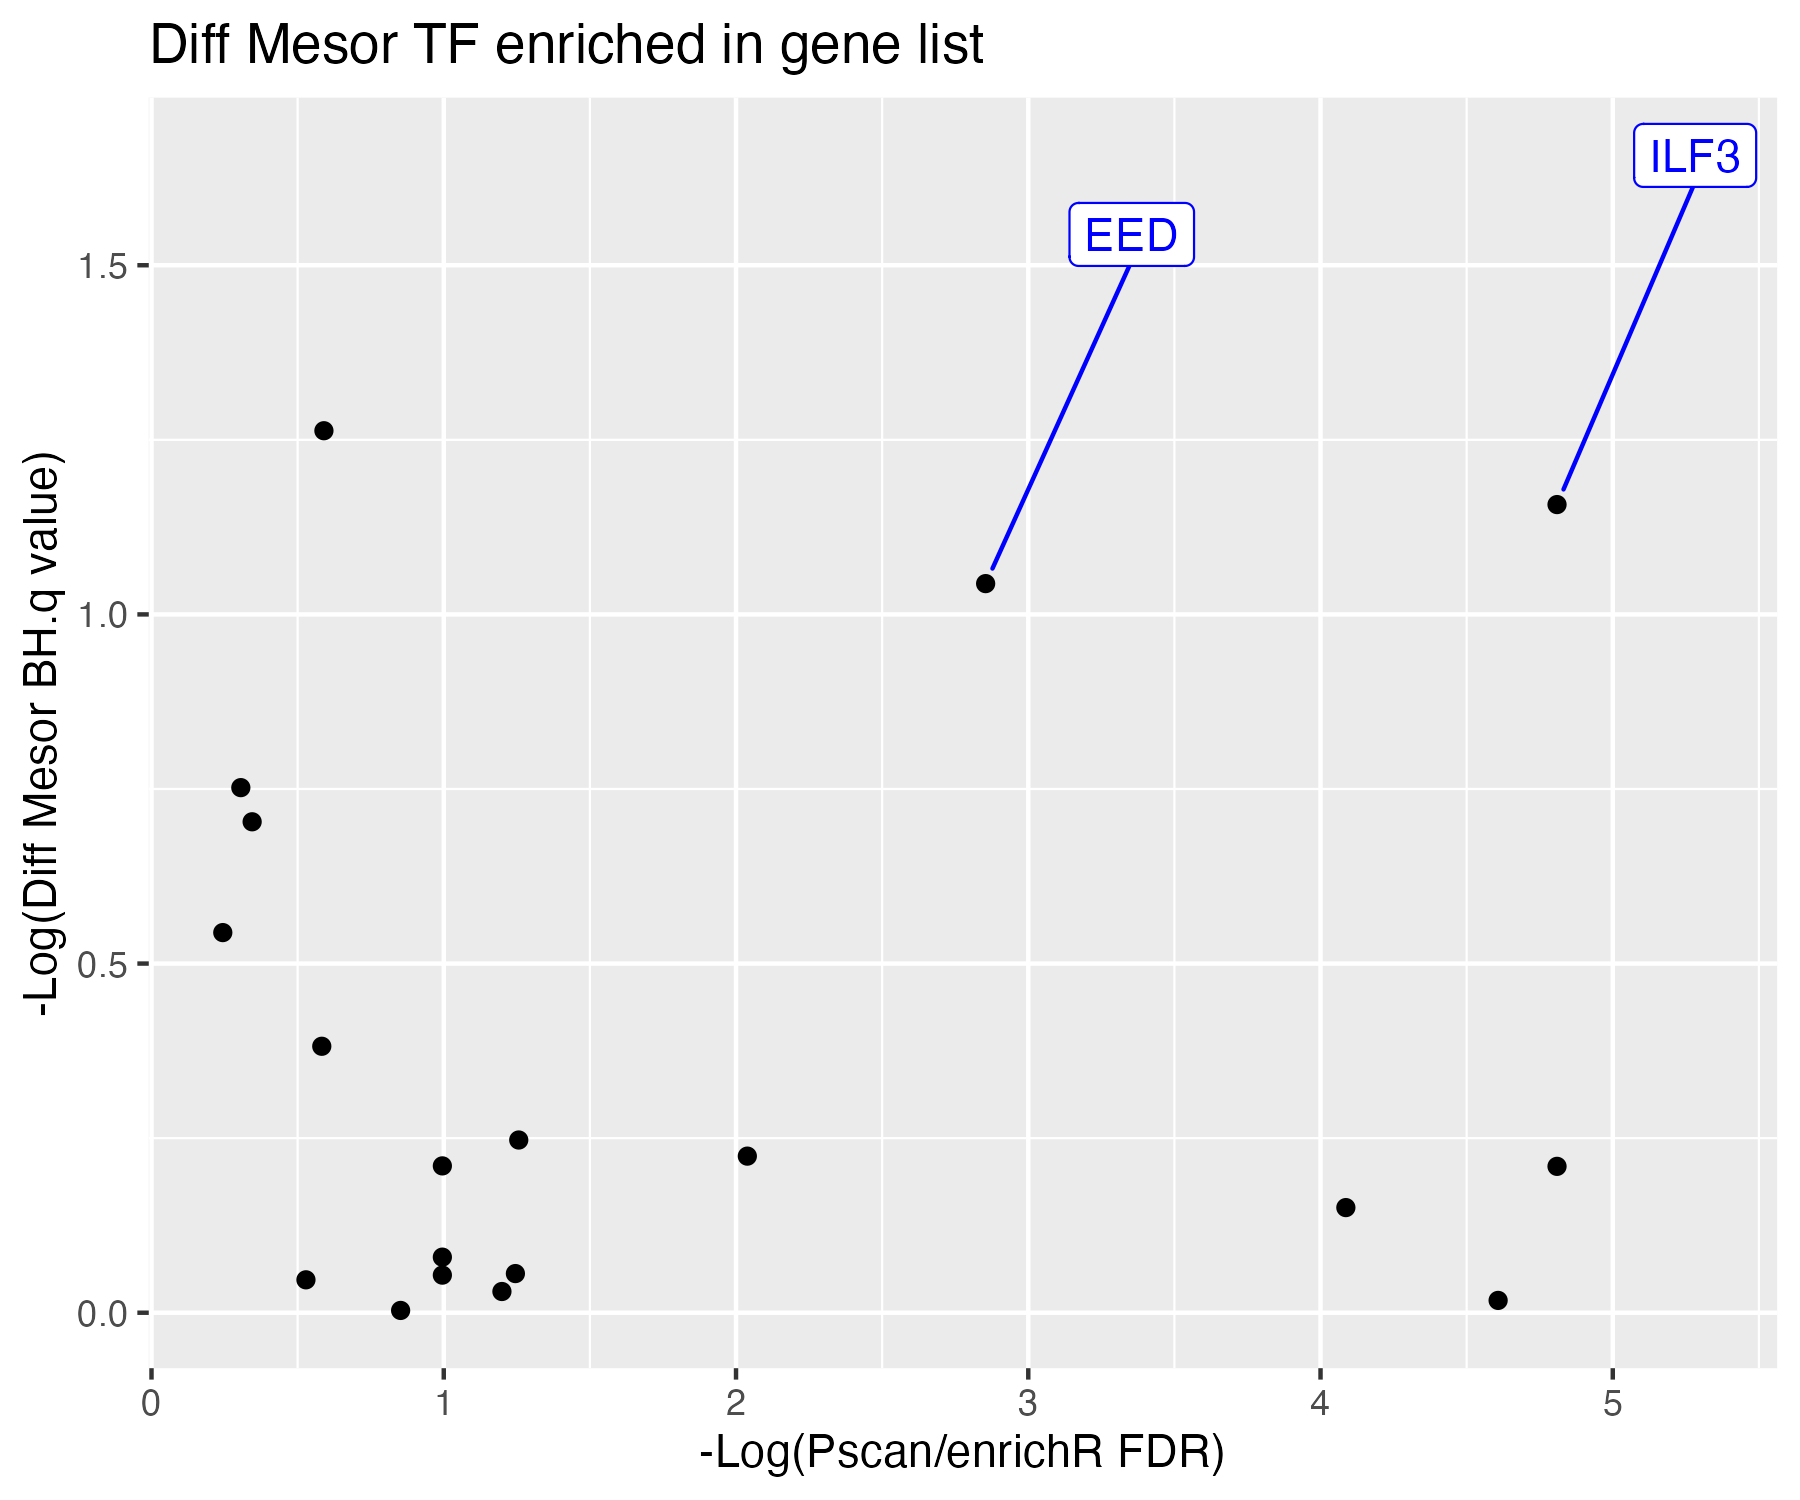 Diff Mesor TF enriched in gene list
ILF3
EED
-Log(Diff Mesor BH.q value)
1.5
1.0
0.5
0.0
0 1 2 3 4 5
-Log(Pscan/enrichR FDR)